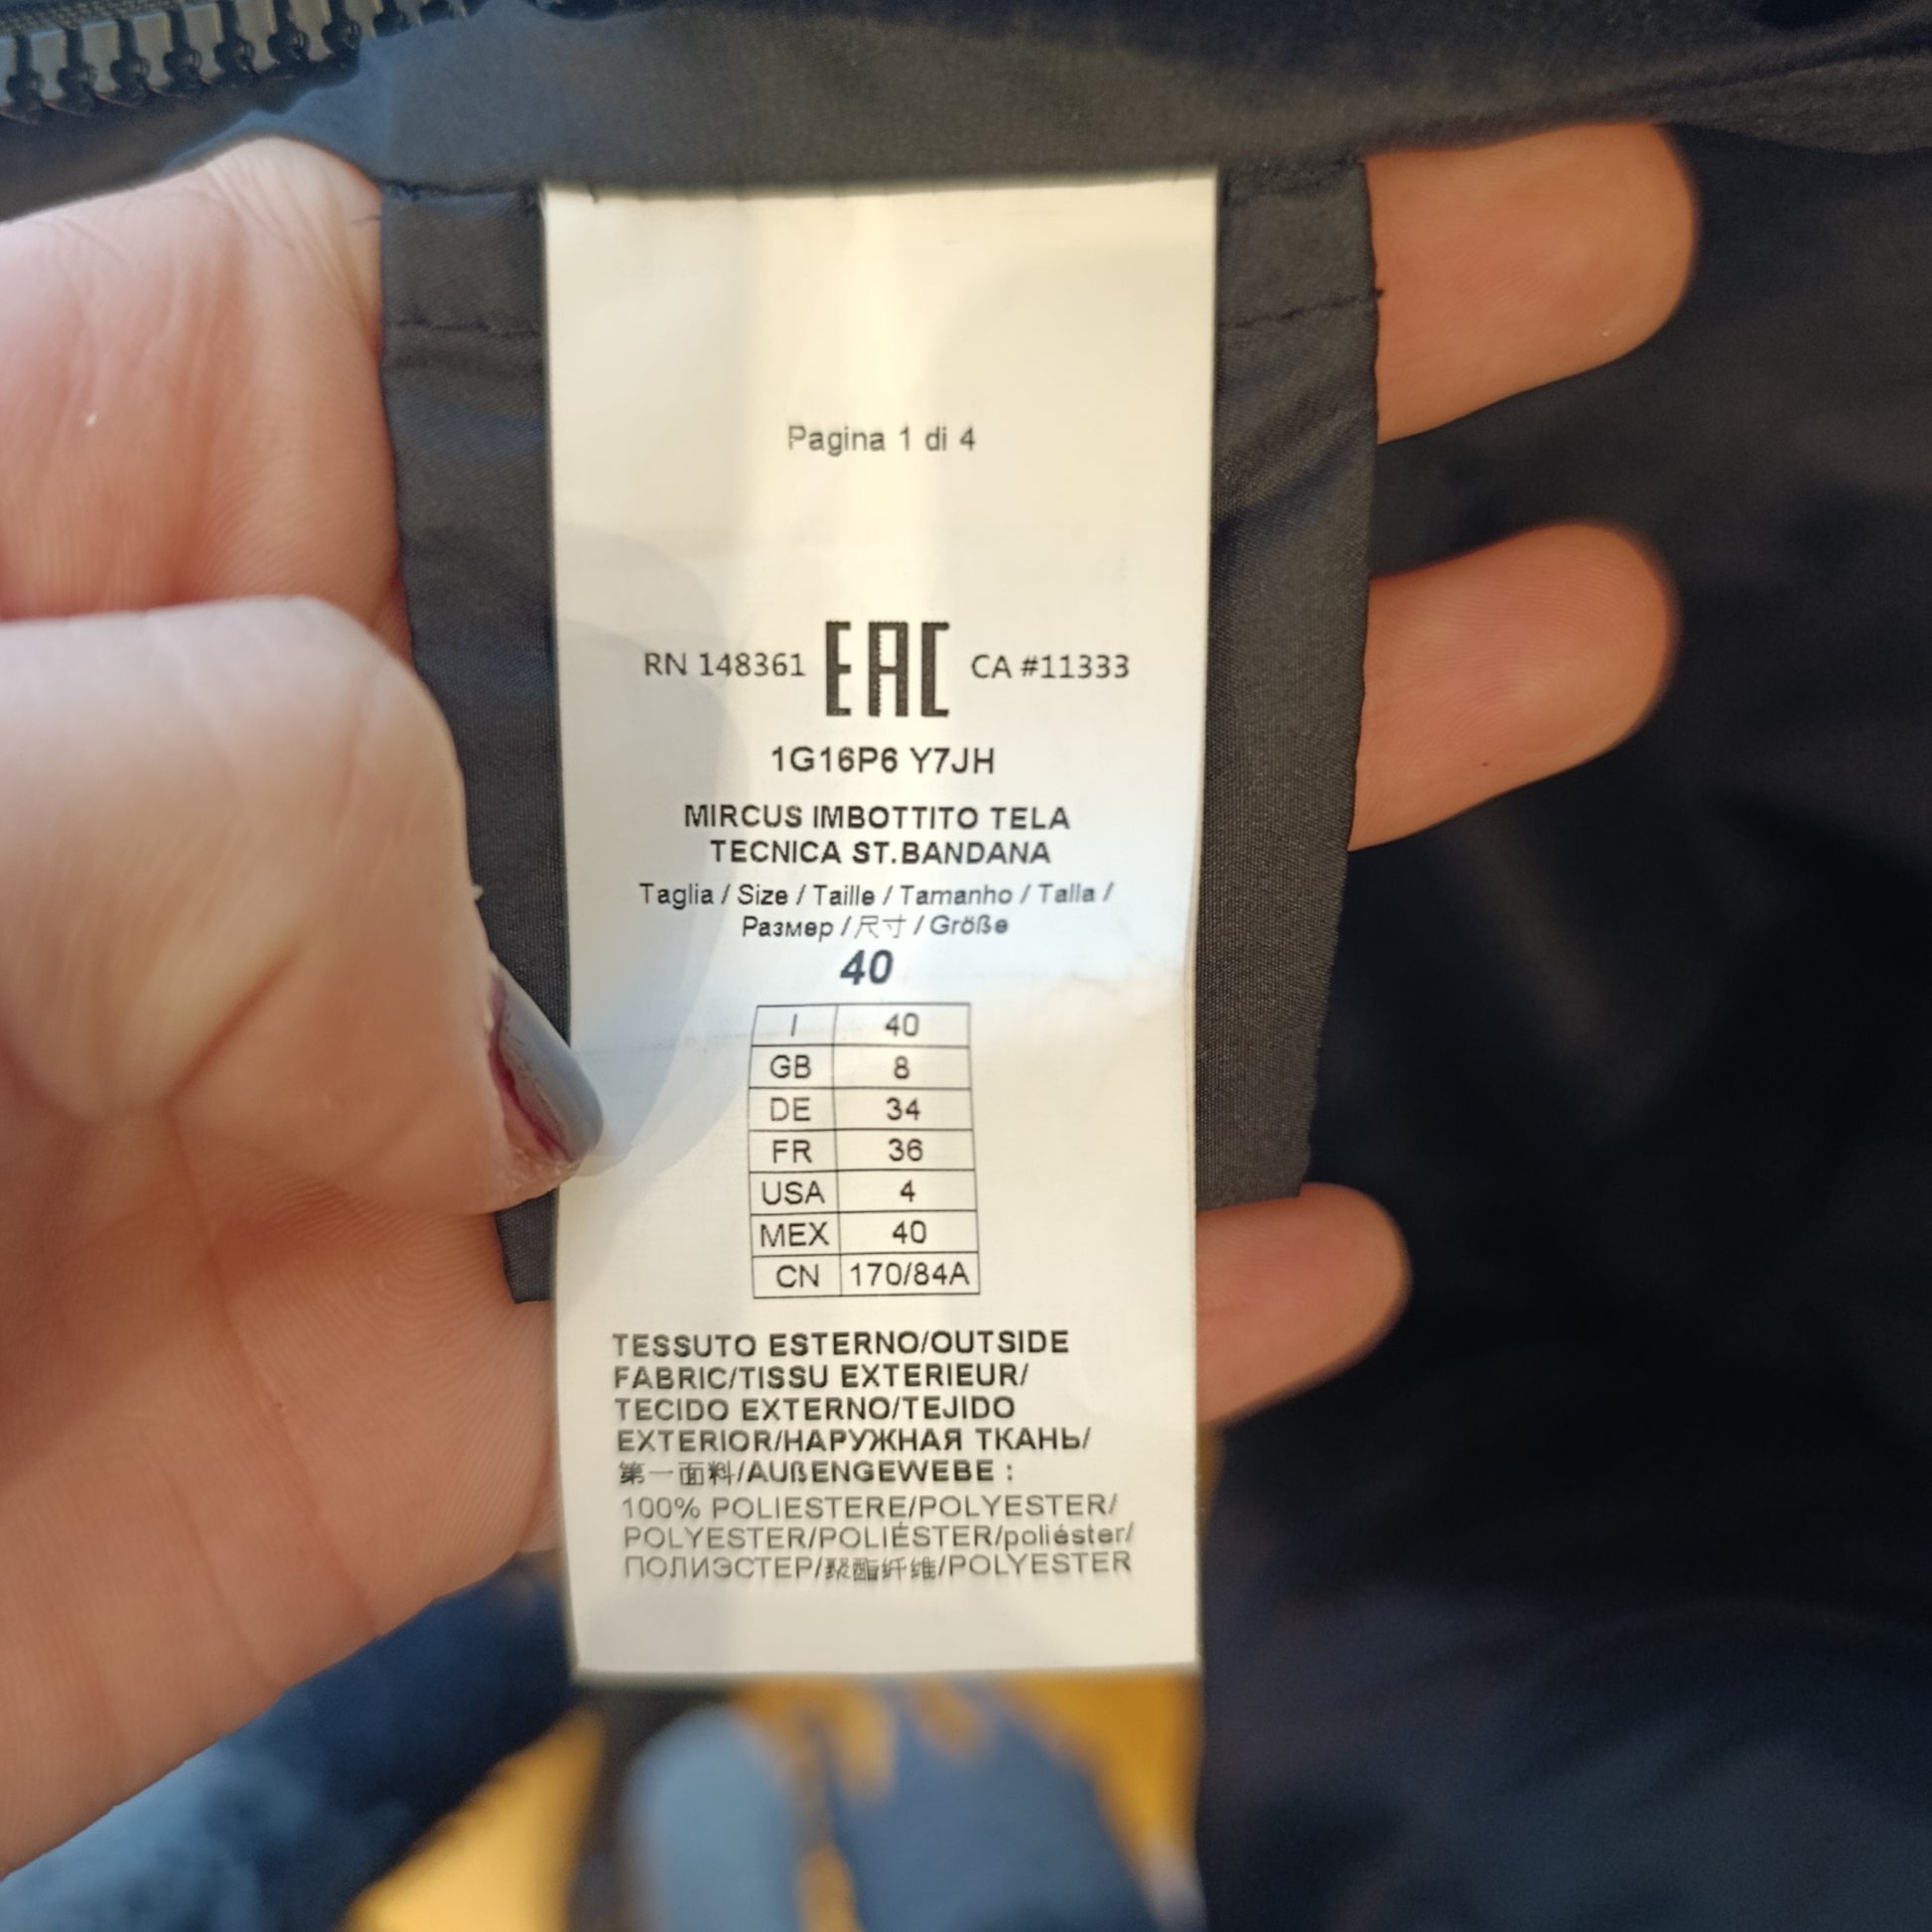 Pagina 1 di 4
RN 148361 EAC CA #11333
1G16P6 Y7JH
MIRCUS IMBOTTITO TELA
TECNICA ST.BANDANA
Taglia / Size / Taille / Tamanho / Talla /
Размер / 尺寸 / Größe
40
I 40
GB 8
DE 34
FR 36
USA 4
MEX 40
CN 170/84A
TESSUTO ESTERNO/OUTSIDE
FABRIC/TISSU EXTERIEUR/
TECIDO EXTERNO/TEJIDO
EXTERIOR/НАРУЖНАЯ ТКАНЬ/
第一面料/AUßENGEWEBE :
100% POLIESTERE/POLYESTER/
POLYESTER/POLIÉSTER/poliéster/
ПОЛИЭСТЕР/聚酯纤维/POLYESTER